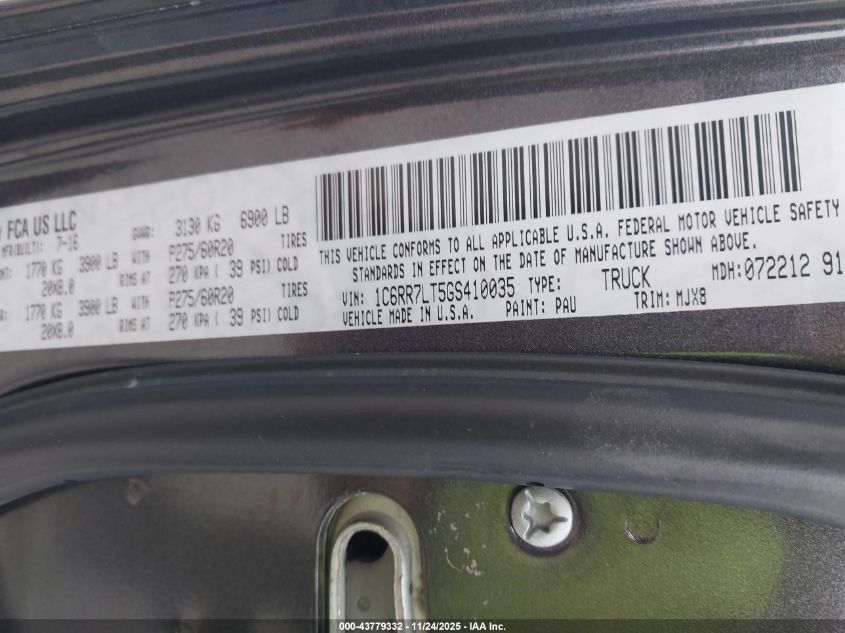 FCA US LLC
MFR(BUILT): 7-16
GVWR: 3130 KG 6900 LB
1770 KG 3900 LB WITH P275/60R20 TIRES
20X8.0 RIMS AT 270 KPA ( 39 PSI) COLD
1770 KG 3900 LB WITH P275/60R20 TIRES
20X8.0 RIMS AT 270 KPA ( 39 PSI) COLD
THIS VEHICLE CONFORMS TO ALL APPLICABLE U.S.A. FEDERAL MOTOR VEHICLE SAFETY
STANDARDS IN EFFECT ON THE DATE OF MANUFACTURE SHOWN ABOVE.
VIN: 1C6RR7LT5GS410035 TYPE: TRUCK MDH:072212 91
VEHICLE MADE IN U.S.A. PAINT: PAU TRIM: MJX8
000-43779332 - 11/24/2025 - IAA Inc.